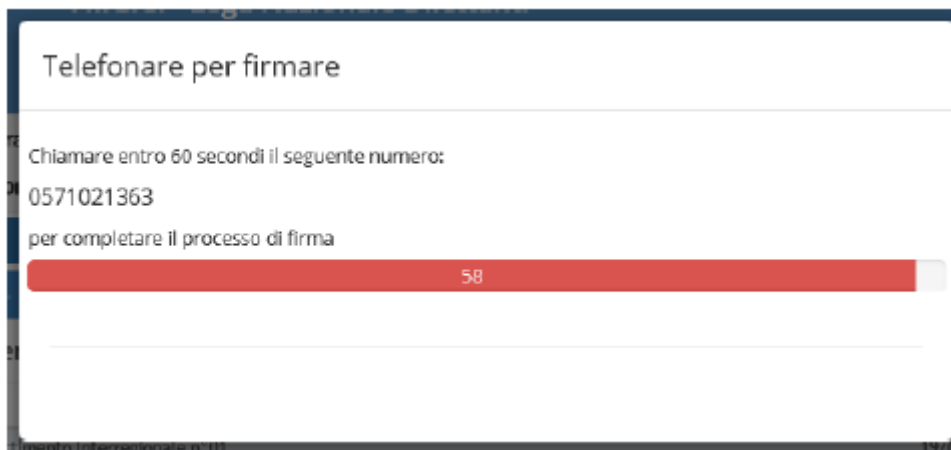 Telefonare per firmare
Chiamare entro 60 secondi il seguente numero:
0571021363
per completare il processo di firma
58